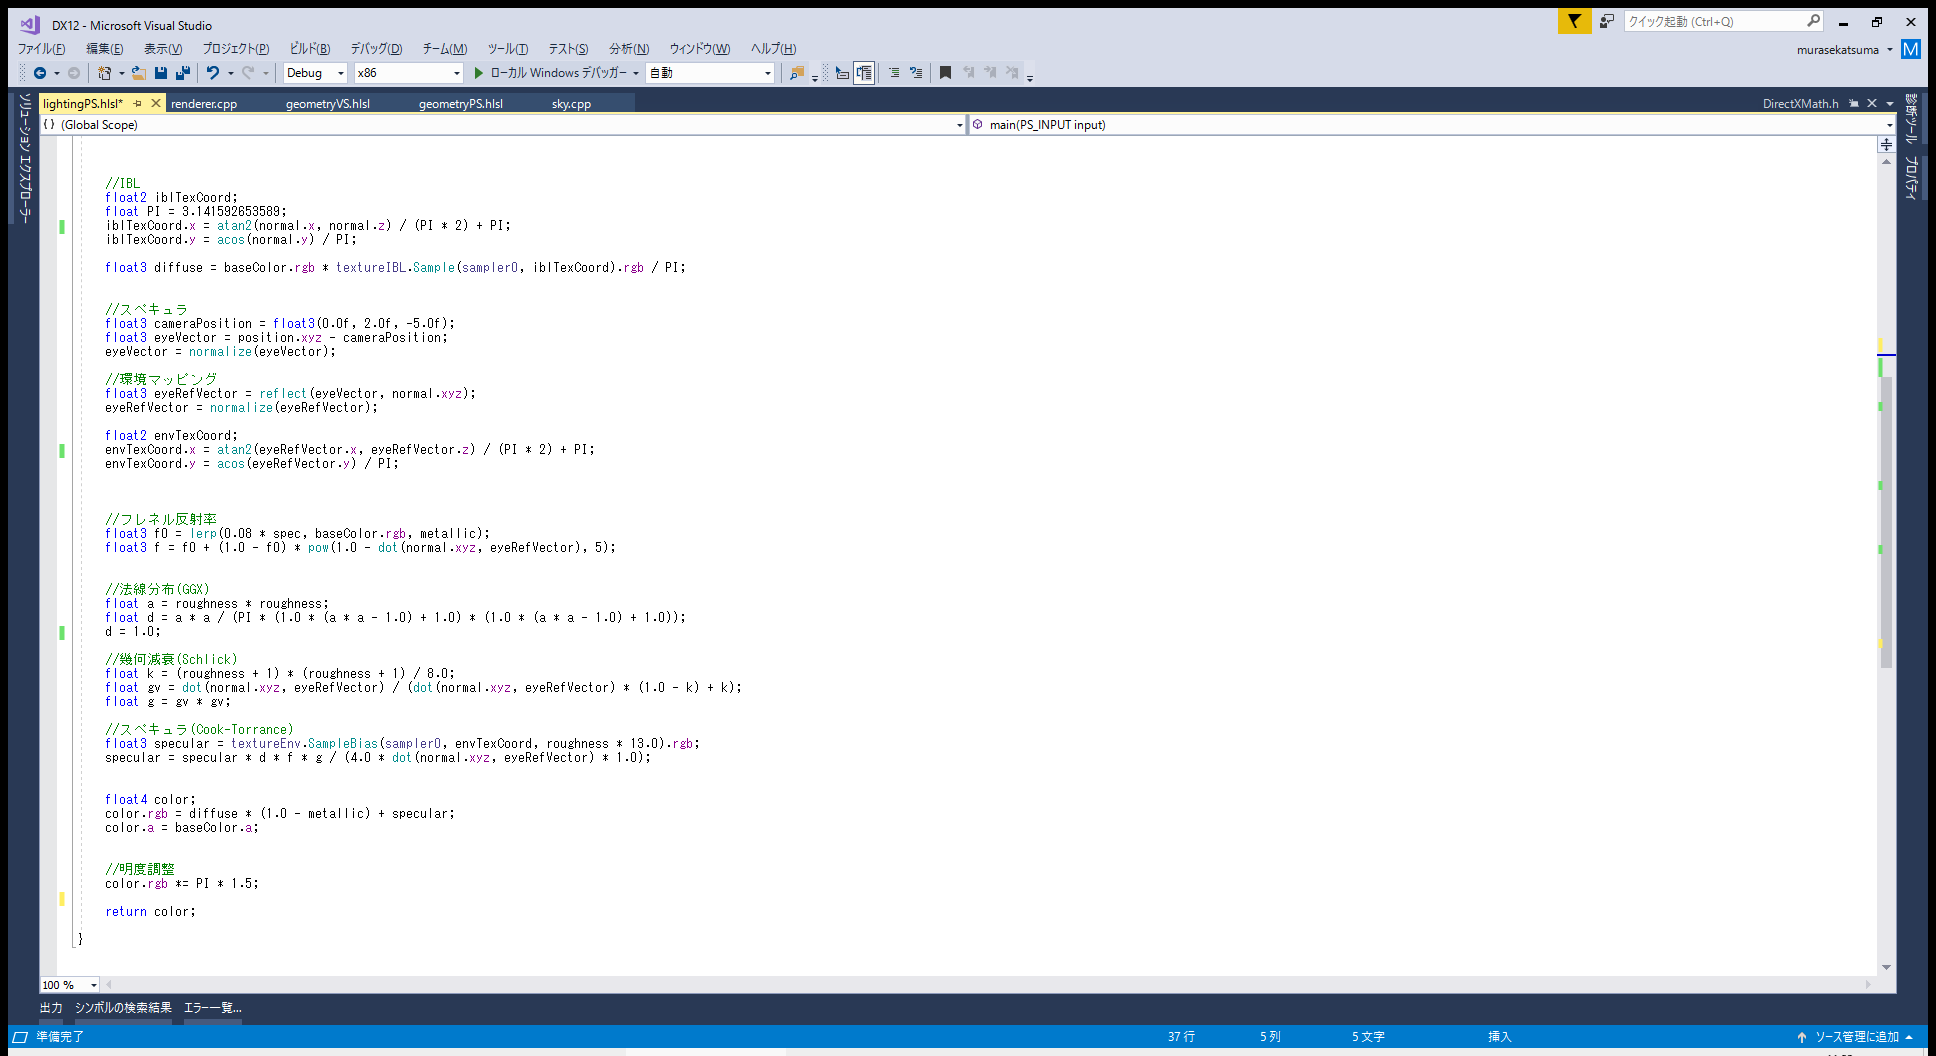 DX12 - Microsoft Visual Studio
クイック起動 (Ctrl+Q)
ファイル(F) 編集(E) 表示(V) プロジェクト(P) ビルド(B) デバッグ(D) チーム(M) ツール(T) テスト(S) 分析(N) ウィンドウ(W) ヘルプ(H)
murasekatsuma M
Debug x86 ローカル Windows デバッガー 自動
lightingPS.hlsl* renderer.cpp geometryVS.hlsl geometryPS.hlsl sky.cpp DirectXMath.h
{} (Global Scope) main(PS_INPUT input)
ソリューション エクスプローラー
診断ツール
プロパティ
//IBL
float2 iblTexCoord;
float PI = 3.141592653589;
iblTexCoord.x = atan2(normal.x, normal.z) / (PI * 2) + PI;
iblTexCoord.y = acos(normal.y) / PI;
float3 diffuse = baseColor.rgb * textureIBL.Sample(sampler0, iblTexCoord).rgb / PI;
//スペキュラ
float3 cameraPosition = float3(0.0f, 2.0f, -5.0f);
float3 eyeVector = position.xyz - cameraPosition;
eyeVector = normalize(eyeVector);
//環境マッピング
float3 eyeRefVector = reflect(eyeVector, normal.xyz);
eyeRefVector = normalize(eyeRefVector);
float2 envTexCoord;
envTexCoord.x = atan2(eyeRefVector.x, eyeRefVector.z) / (PI * 2) + PI;
envTexCoord.y = acos(eyeRefVector.y) / PI;
//フレネル反射率
float3 f0 = lerp(0.08 * spec, baseColor.rgb, metallic);
float3 f = f0 + (1.0 - f0) * pow(1.0 - dot(normal.xyz, eyeRefVector), 5);
//法線分布(GGX)
float a = roughness * roughness;
float d = a * a / (PI * (1.0 * (a * a - 1.0) + 1.0) * (1.0 * (a * a - 1.0) + 1.0));
d = 1.0;
//幾何減衰(Schlick)
float k = (roughness + 1) * (roughness + 1) / 8.0;
float gv = dot(normal.xyz, eyeRefVector) / (dot(normal.xyz, eyeRefVector) * (1.0 - k) + k);
float g = gv * gv;
//スペキュラ(Cook-Torrance)
float3 specular = textureEnv.SampleBias(sampler0, envTexCoord, roughness * 13.0).rgb;
specular = specular * d * f * g / (4.0 * dot(normal.xyz, eyeRefVector) * 1.0);
float4 color;
color.rgb = diffuse * (1.0 - metallic) + specular;
color.a = baseColor.a;
//明度調整
color.rgb *= PI * 1.5;
return color;
}
100 %
出力 シンボルの検索結果 エラー一覧...
準備完了 37 行 5 列 5 文字 挿入 ソース管理に追加